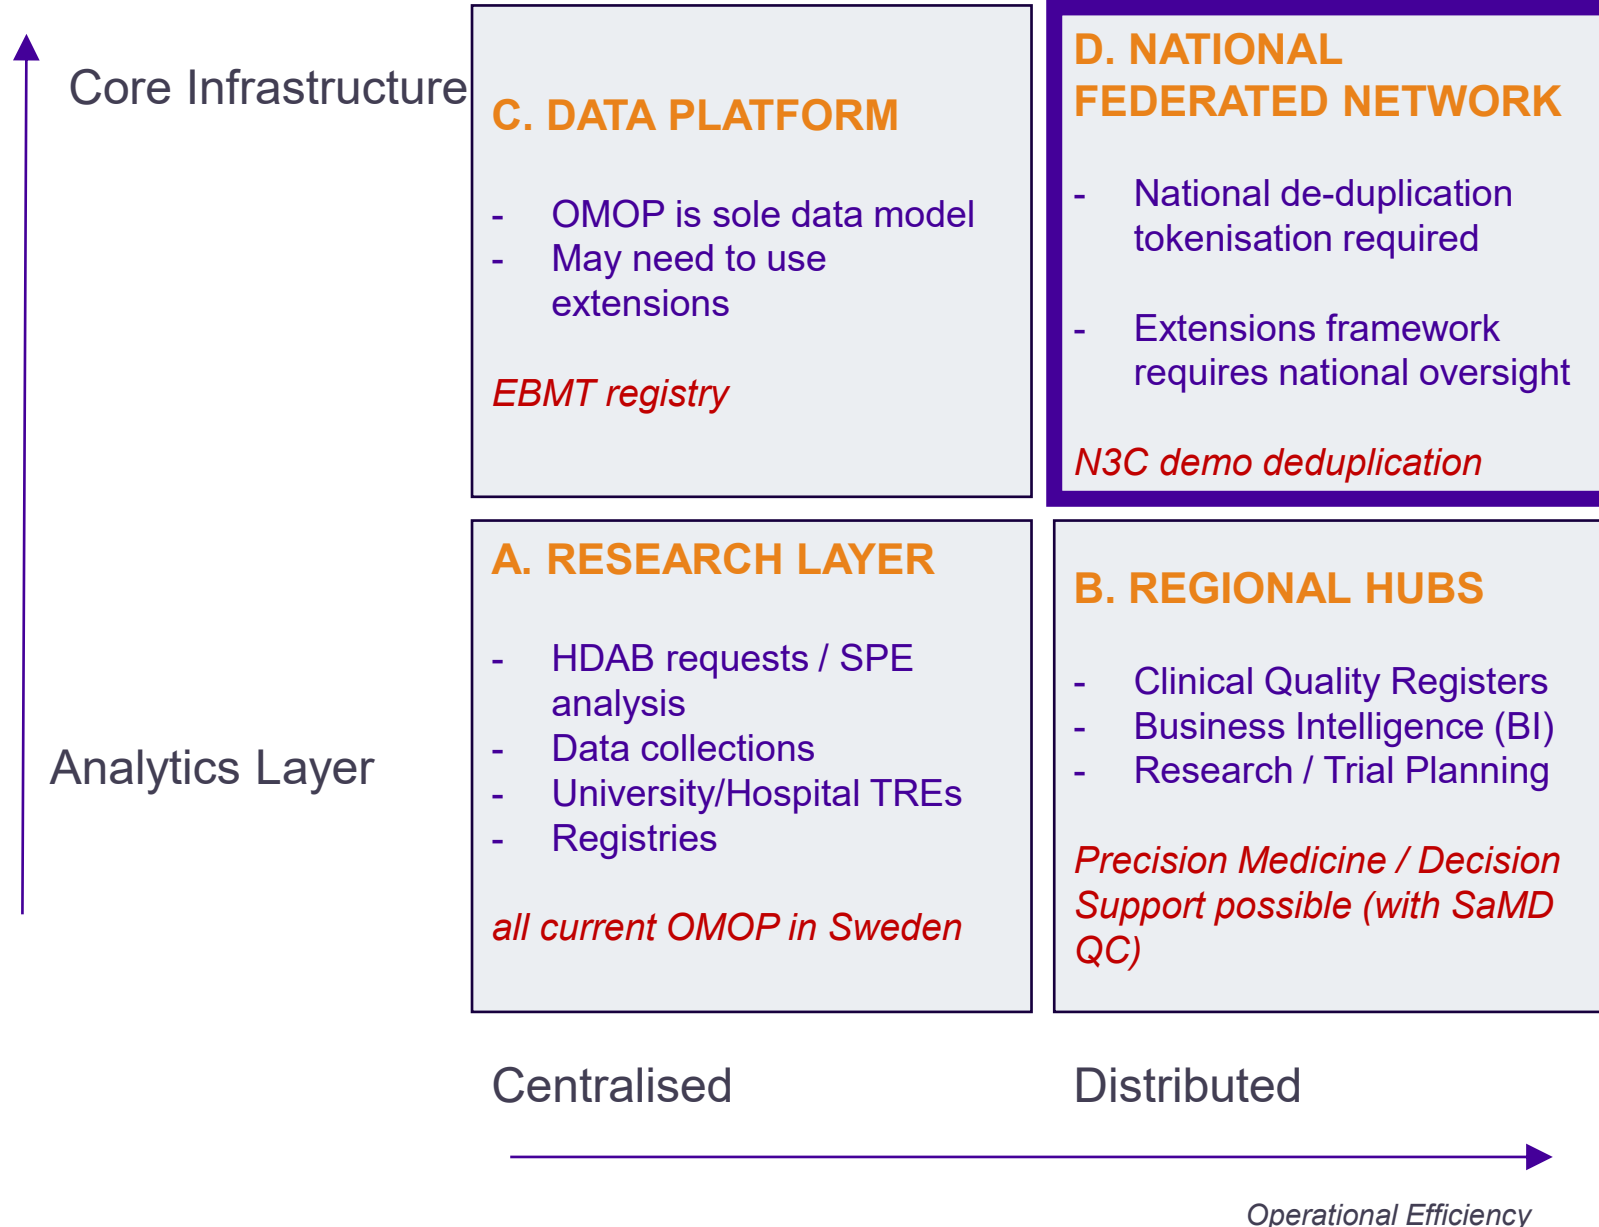 Core Infrastructure
C. DATA PLATFORM
- OMOP is sole data model
- May need to use
extensions
EBMT registry
D. NATIONAL
FEDERATED NETWORK
- National de-duplication
tokenisation required
- Extensions framework
requires national oversight
N3C demo deduplication
Analytics Layer
A. RESEARCH LAYER
- HDAB requests / SPE
analysis
- Data collections
- University/Hospital TREs
- Registries
all current OMOP in Sweden
B. REGIONAL HUBS
- Clinical Quality Registers
- Business Intelligence (BI)
- Research / Trial Planning
Precision Medicine / Decision
Support possible (with SaMD
QC)
Centralised
Distributed
Operational Efficiency